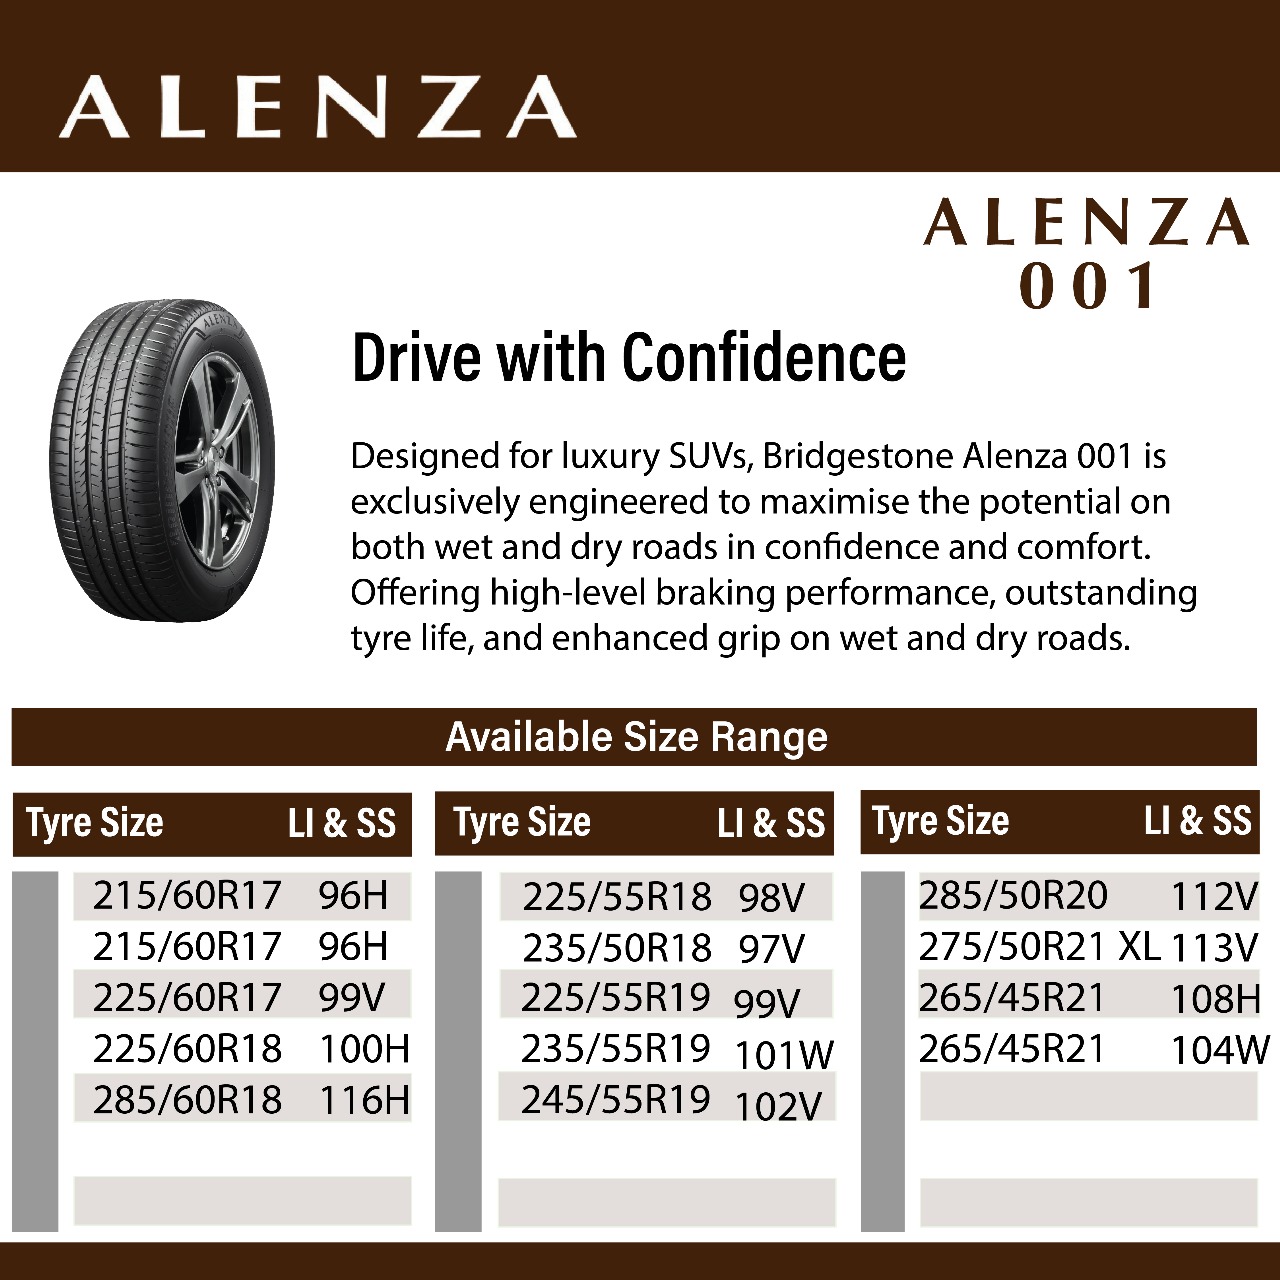 ALENZA
ALENZA
001
ALENZA
Drive with Confidence
Designed for luxury SUVs, Bridgestone Alenza 001 is
exclusively engineered to maximise the potential on
both wet and dry roads in confidence and comfort.
Offering high-level braking performance, outstanding
tyre life, and enhanced grip on wet and dry roads.
Available Size Range
Tyre Size LI & SS
215/60R17 96H
215/60R17 96H
225/60R17 99V
225/60R18 100H
285/60R18 116H
Tyre Size LI & SS
225/55R18 98V
235/50R18 97V
225/55R19 99V
235/55R19 101W
245/55R19 102V
Tyre Size LI & SS
285/50R20 112V
275/50R21 XL 113V
265/45R21 108H
265/45R21 104W